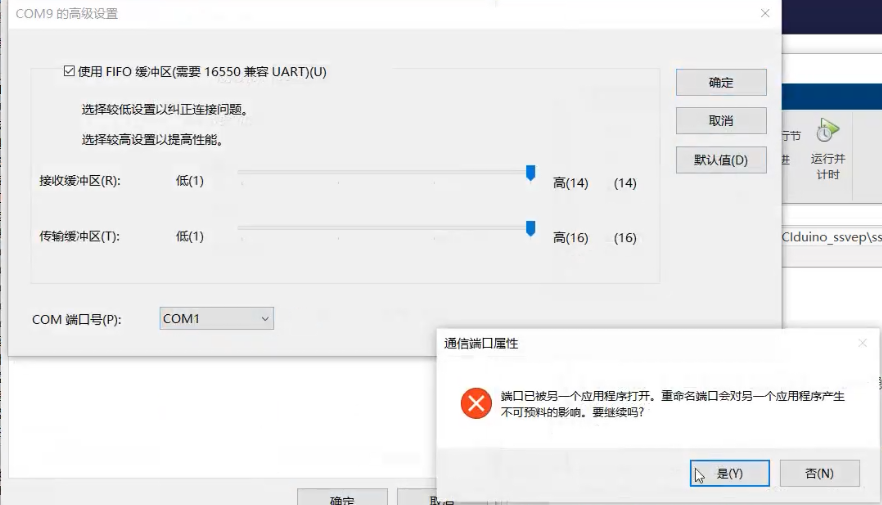 COM9 的高级设置
使用 FIFO 缓冲区(需要 16550 兼容 UART)(U)
确定
选择较低设置以纠正连接问题。
取消
选择较高设置以提高性能。
默认值(D)
接收缓冲区(R):
低(1)
高(14)
(14)
传输缓冲区(T):
低(1)
高(16)
(16)
COM 端口号(P):
COM1
行节
进
运行并
计时
CIduino_ssvep\ss
通信端口属性
端口已被另一个应用程序打开。重命名端口会对另一个应用程序产生
不可预料的影响。要继续吗?
是(Y)
否(N)
确定
取消